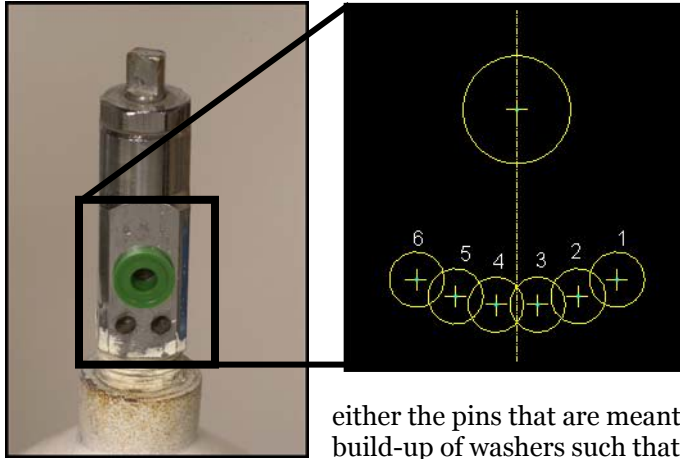 6 5 4 3 2 1
either the pins that are meant
build-up of washers such that